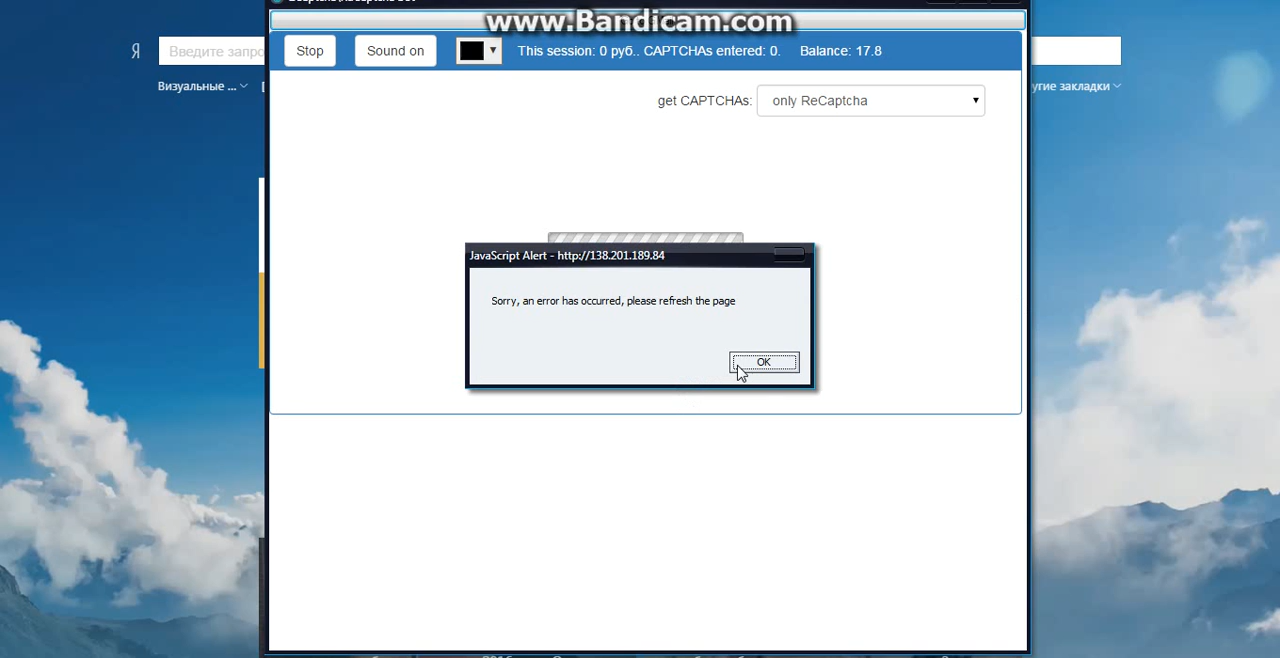 www.Bandicam.com
Я
Введите запро
Stop
Sound on
This session: 0 руб.. CAPTCHAs entered: 0.
Balance: 17.8
Визуальные ...
угие закладки
get CAPTCHAs:
only ReCaptcha
JavaScript Alert - http://138.201.189.84
Sorry, an error has occurred, please refresh the page
OK